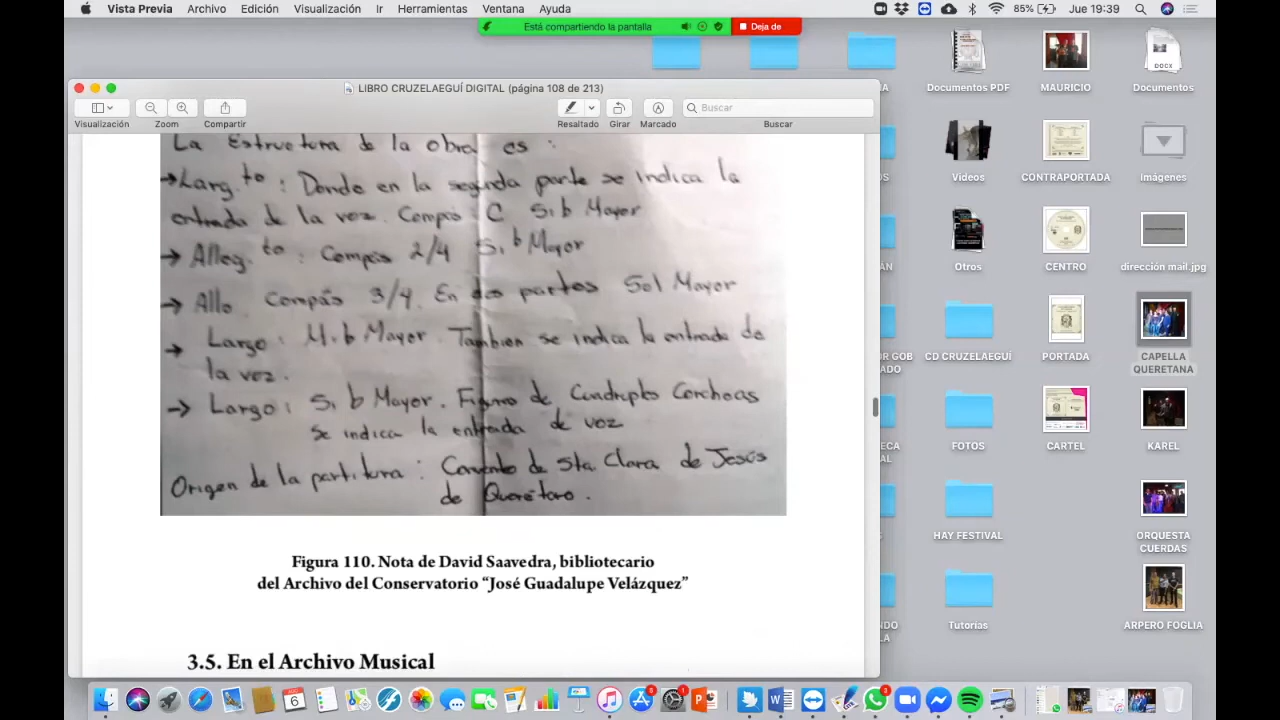 Vista Previa Archivo Edición Visualización Ir Herramientas Ventana Ayuda 85% Jue 19:39
Está compartiendo la pantalla Deja de
LIBRO CRUZELAEGUÍ DIGITAL (página 108 de 213)
Visualización Zoom Compartir Resaltado Girar Marcado Buscar
Buscar
La Estructura de la obra es :
→Larg.to : Donde en la segunda parte se indica la
entrada de la voz. Compás C Si b Mayor
→ Alleg.to : Compás 2/4 Si b Mayor
→ Allo Compás 3/4. En dos partes Sol Mayor
→ Largo : Mi b Mayor. Tambien se indica la entrada de
la voz.
→ Largo : Si b Mayor. Figuras de Cuadruples Corcheas
se indica la entrada de voz
Origen de la partitura : Convento de Sta. Clara de Jesús
de Querétaro.
Figura 110. Nota de David Saavedra, bibliotecario
del Archivo del Conservatorio “José Guadalupe Velázquez”
3.5. En el Archivo Musical
Documentos PDF
MAURICIO
Documentos
DOCX
Videos
CONTRAPORTADA
Imágenes
Otros
CENTRO
dirección mail.jpg
CD CRUZELAEGUÍ
PORTADA
CAPELLA
QUERETANA
FOTOS
CARTEL
KAREL
HAY FESTIVAL
ORQUESTA
CUERDAS
Tutorias
ARPERO FOGLIA